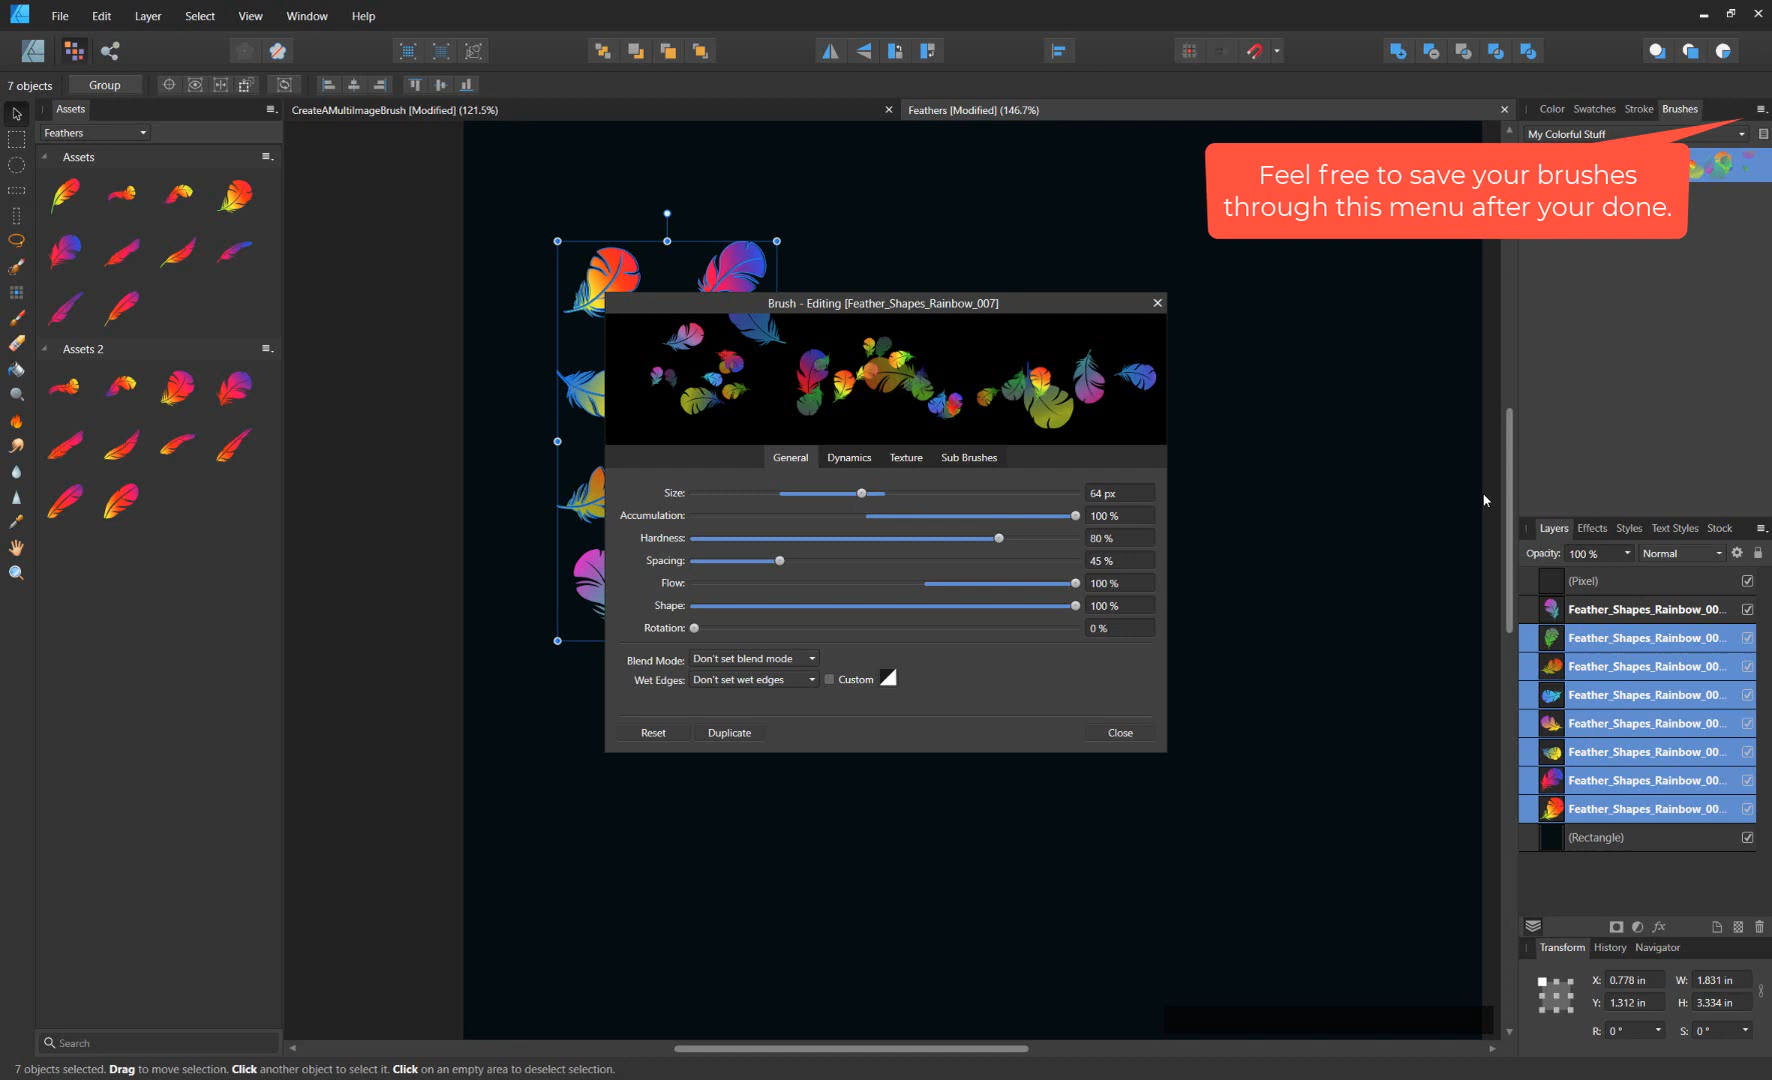 File Edit Layer Select View Window Help
7 objects Group
Assets
CreateAMultiImageBrush [Modified] (121.5%)
Feathers [Modified] (146.7%)
Color Swatches Stroke Brushes
Feathers
My Colorful Stuff
Assets
Feel free to save your brushes
through this menu after your done.
Assets 2
Brush - Editing [Feather_Shapes_Rainbow_007]
General Dynamics Texture Sub Brushes
Size: 64 px
Accumulation: 100 %
Hardness: 80 %
Spacing: 45 %
Flow: 100 %
Shape: 100 %
Rotation: 0 %
Blend Mode: Don't set blend mode
Wet Edges: Don't set wet edges Custom
Reset Duplicate Close
Layers Effects Styles Text Styles Stock
Opacity: 100 % Normal
(Pixel)
Feather_Shapes_Rainbow_00...
Feather_Shapes_Rainbow_00...
Feather_Shapes_Rainbow_00...
Feather_Shapes_Rainbow_00...
Feather_Shapes_Rainbow_00...
Feather_Shapes_Rainbow_00...
Feather_Shapes_Rainbow_00...
Feather_Shapes_Rainbow_00...
(Rectangle)
fx
Transform History Navigator
X: 0.778 in W: 1.831 in
Y: 1.312 in H: 3.334 in
R: 0 ° S: 0 °
Search
7 objects selected. Drag to move selection. Click another object to select it. Click on an empty area to deselect selection.